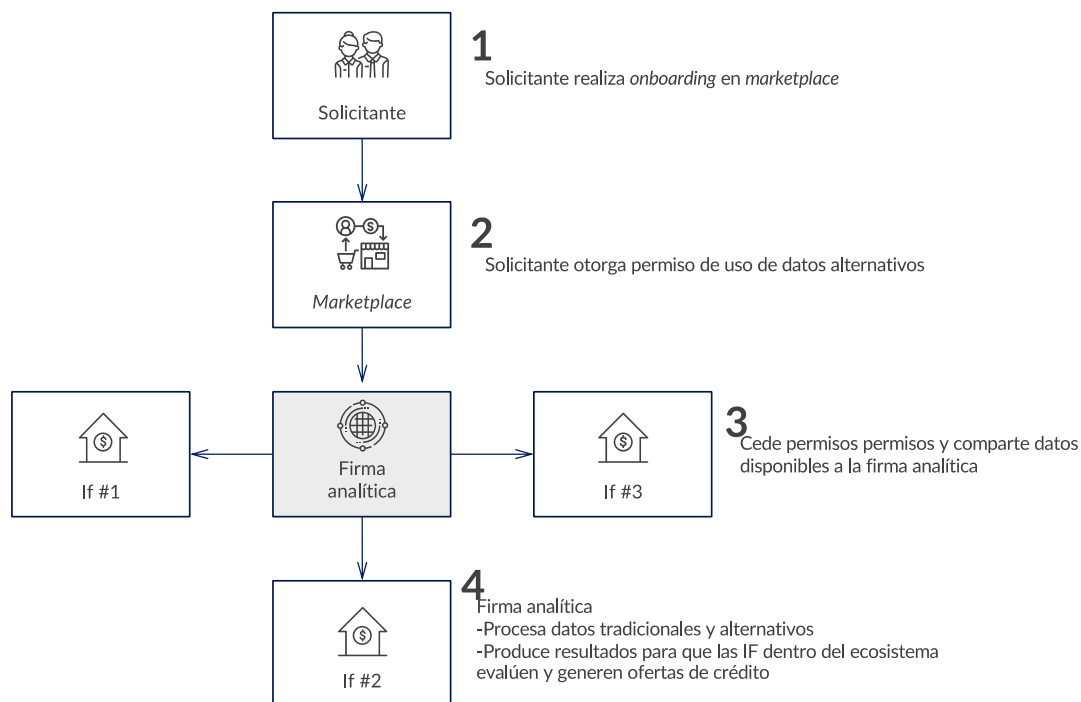 1
Solicitante realiza onboarding en marketplace
Solicitante
2
Solicitante otorga permiso de uso de datos alternativos
Marketplace
3
Cede permisos permisos y comparte datos
disponibles a la firma analítica
If #1
Firma
analítica
If #3
4
Firma analítica
-Procesa datos tradicionales y alternativos
-Produce resultados para que las IF dentro del ecosistema
evalúen y generen ofertas de crédito
If #2